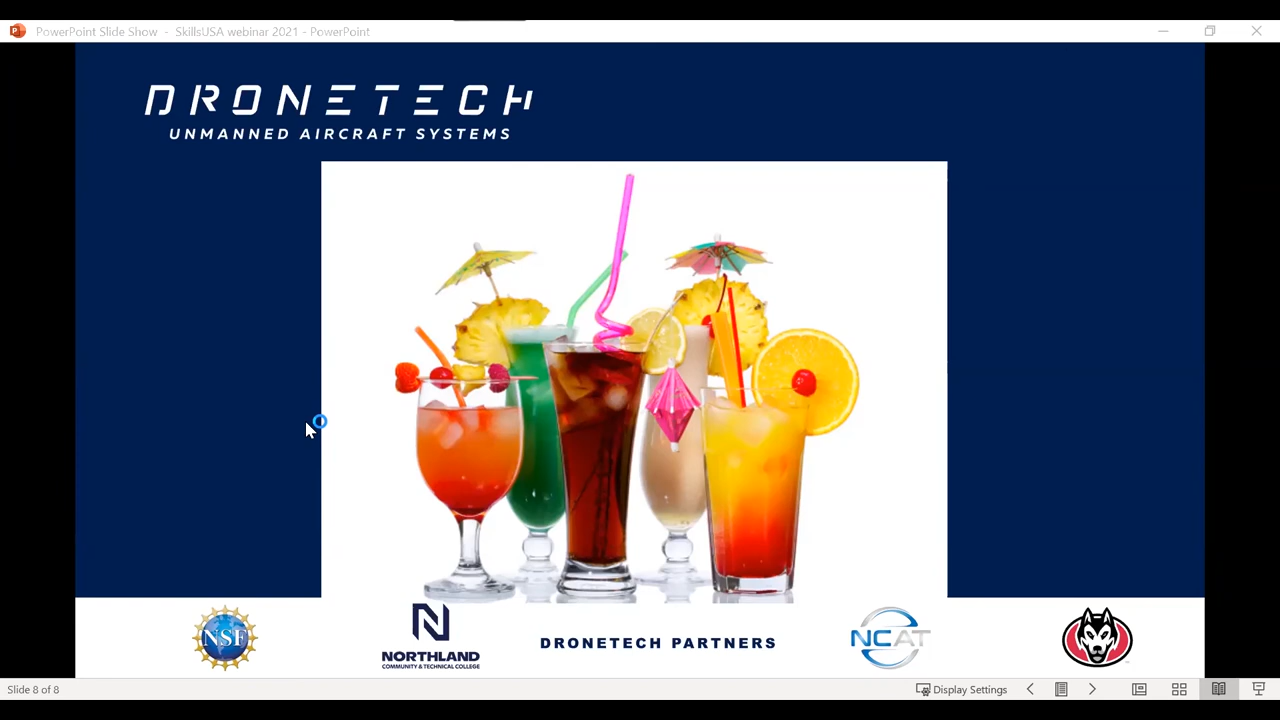 PowerPoint Slide Show - SkillsUSA webinar 2021 - PowerPoint
DRONETECH
UNMANNED AIRCRAFT SYSTEMS
NSF
NORTHLAND
COMMUNITY & TECHNICAL COLLEGE
DRONETECH PARTNERS
NCAT
Slide 8 of 8
Display Settings